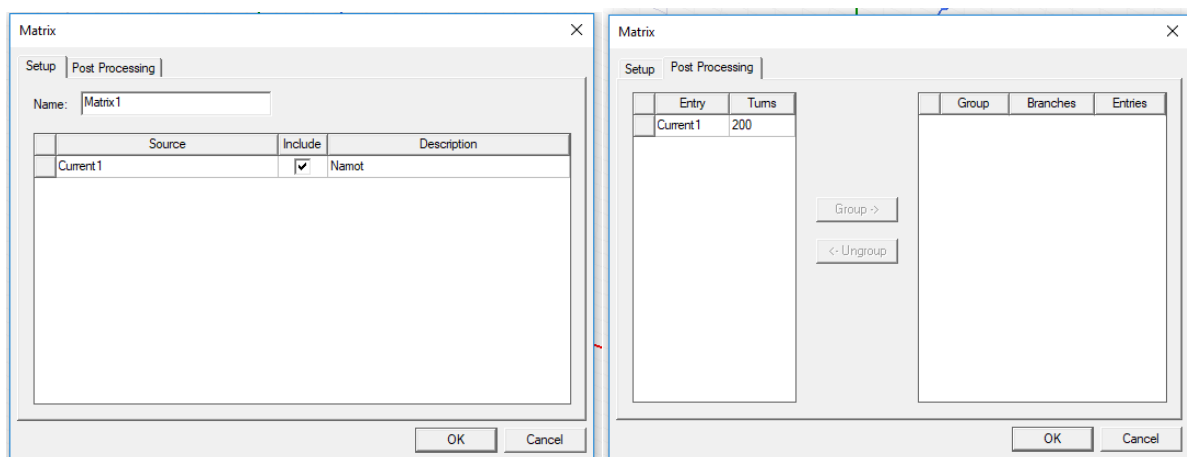 Matrix
Setup Post Processing
Name: Matrix1
Source Include Description
Current1 Namot
OK Cancel
Matrix
Setup Post Processing
Entry Turns
Current1 200
Group ->
<- Ungroup
Group Branches Entries
OK Cancel